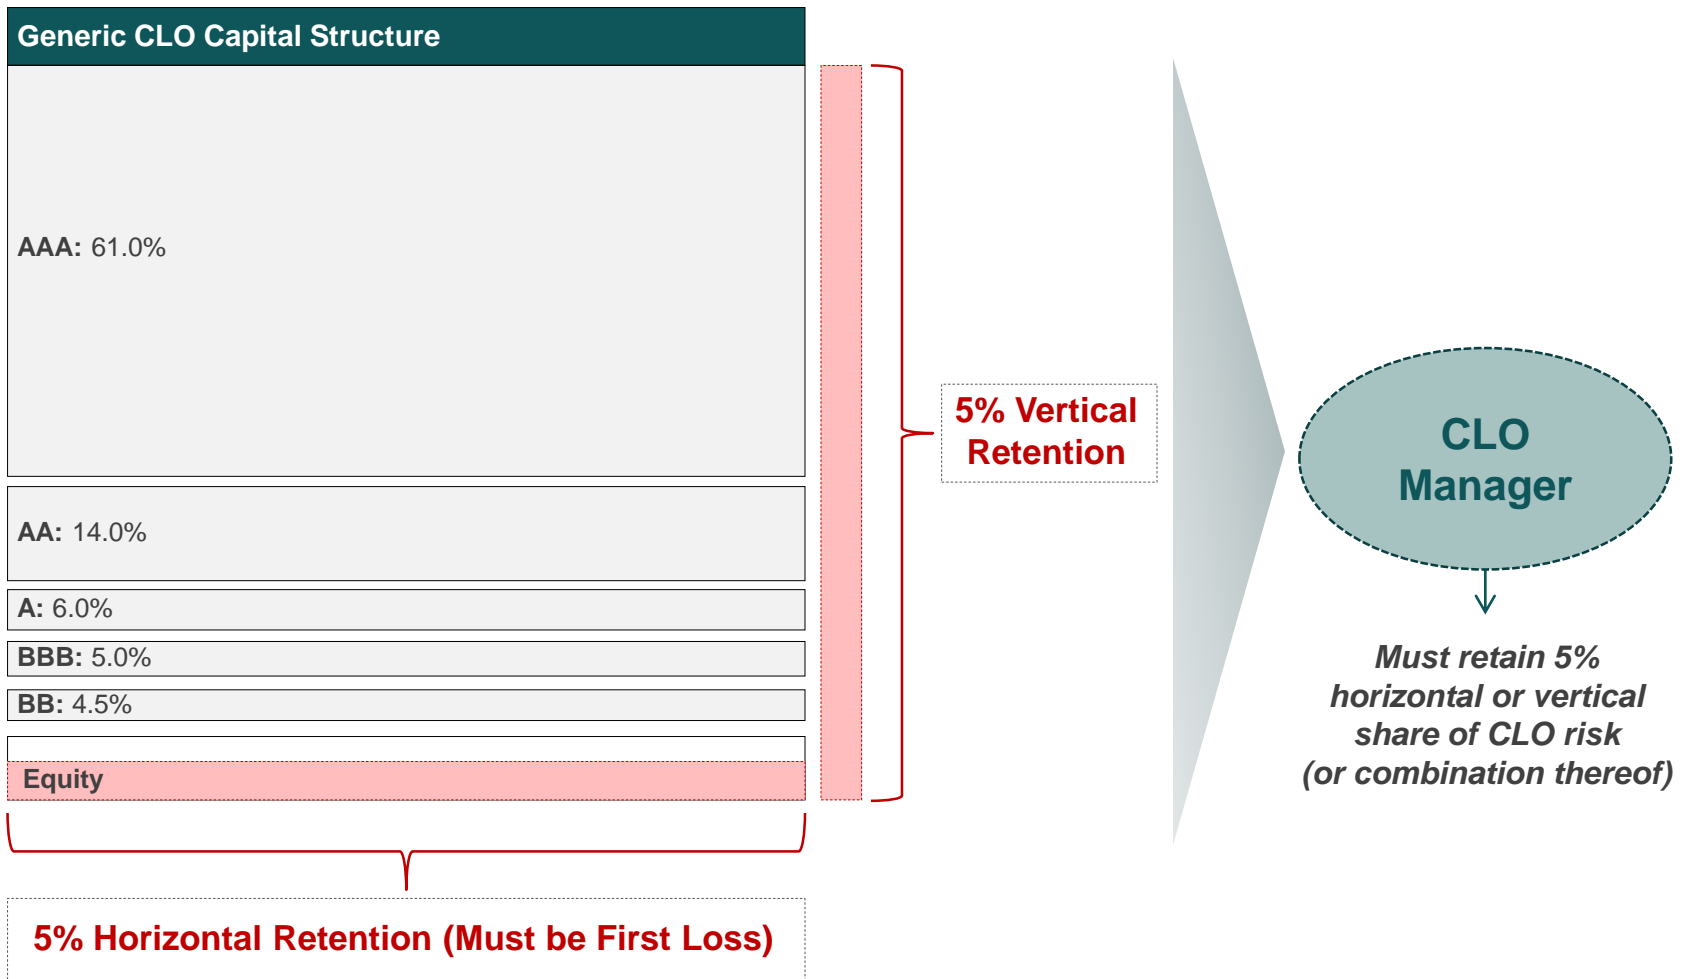 Generic CLO Capital Structure
AAA: 61.0%
AA: 14.0%
A: 6.0%
BBB: 5.0%
BB: 4.5%
Equity
5% Horizontal Retention (Must be First Loss)
5% Vertical
Retention
CLO
Manager
Must retain 5%
horizontal or vertical
share of CLO risk
(or combination thereof)